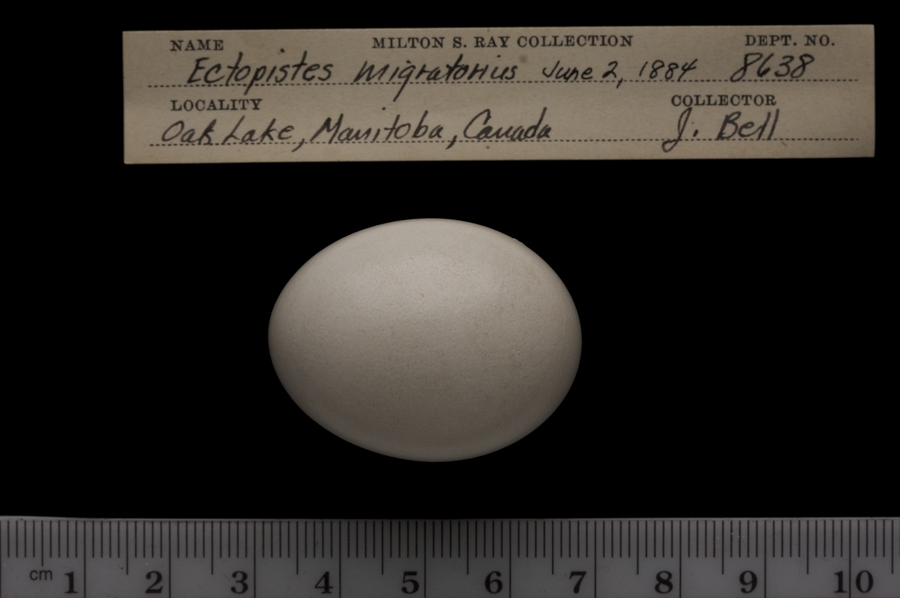 NAME MILTON S. RAY COLLECTION DEPT. NO.
Ectopistes migratorius June 2, 1884 8638
LOCALITY COLLECTOR
Oak Lake, Manitoba, Canada J. Bell
cm 1 2 3 4 5 6 7 8 9 10